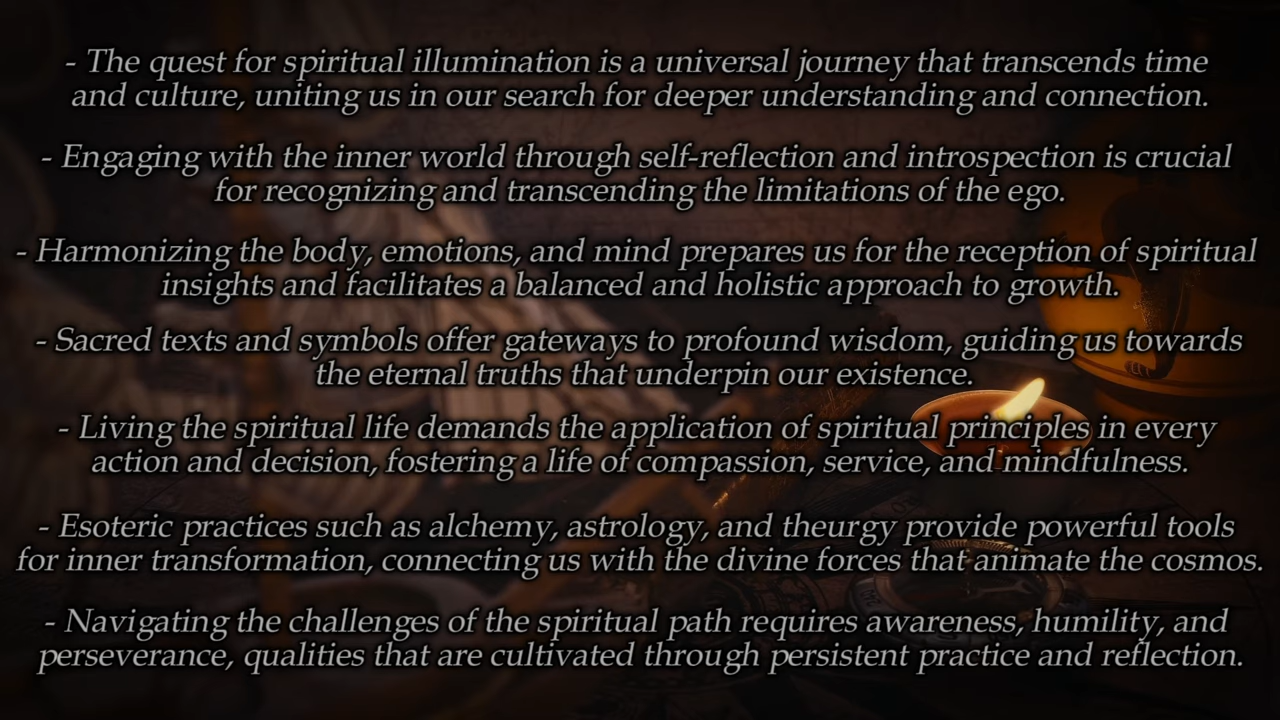 - The quest for spiritual illumination is a universal journey that transcends time
and culture, uniting us in our search for deeper understanding and connection.
- Engaging with the inner world through self-reflection and introspection is crucial
for recognizing and transcending the limitations of the ego.
- Harmonizing the body, emotions, and mind prepares us for the reception of spiritual
insights and facilitates a balanced and holistic approach to growth.
- Sacred texts and symbols offer gateways to profound wisdom, guiding us towards
the eternal truths that underpin our existence.
- Living the spiritual life demands the application of spiritual principles in every
action and decision, fostering a life of compassion, service, and mindfulness.
- Esoteric practices such as alchemy, astrology, and theurgy provide powerful tools
for inner transformation, connecting us with the divine forces that animate the cosmos.
- Navigating the challenges of the spiritual path requires awareness, humility, and
perseverance, qualities that are cultivated through persistent practice and reflection.